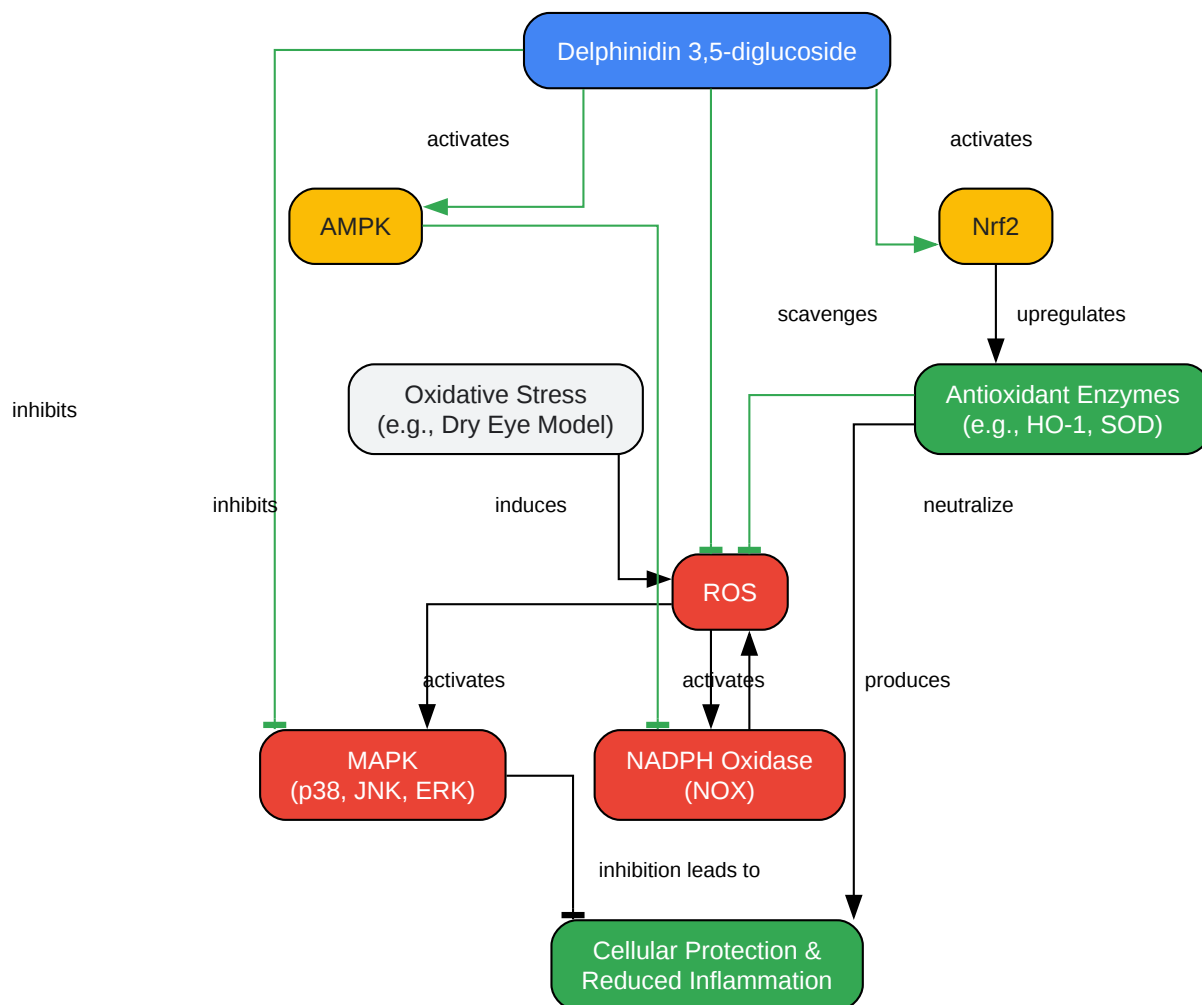 Delphinidin 3,5-diglucoside
activates
activates
AMPK
Nrf2
scavenges
upregulates
Oxidative Stress
(e.g., Dry Eye Model)
Antioxidant Enzymes
(e.g., HO-1, SOD)
inhibits
inhibits
induces
neutralize
ROS
activates
activates
produces
MAPK
(p38, JNK, ERK)
NADPH Oxidase
(NOX)
inhibition leads to
Cellular Protection &
Reduced Inflammation